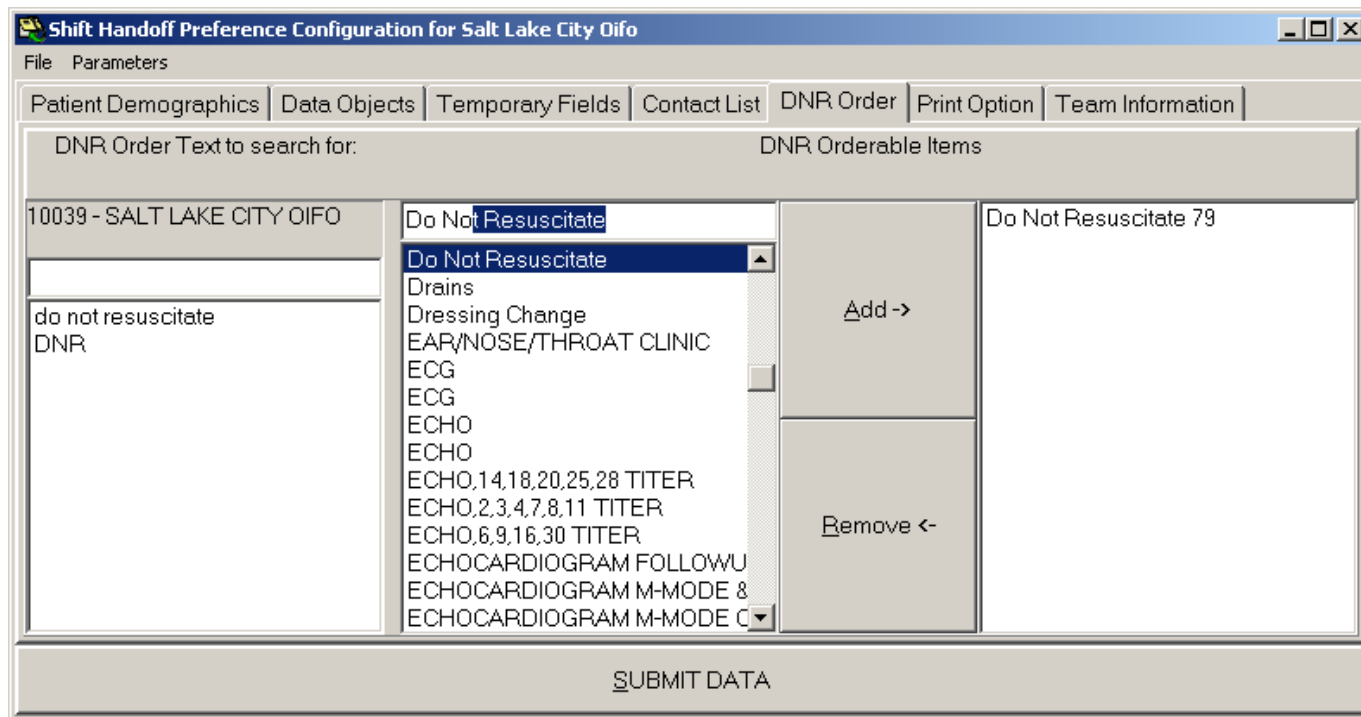 Shift Handoff Preference Configuration for Salt Lake City Oifo
File Parameters
Patient Demographics Data Objects Temporary Fields Contact List DNR Order Print Option Team Information
DNR Order Text to search for: DNR Orderable Items
10039 - SALT LAKE CITY OIFO
do not resuscitate
DNR
Do Not Resuscitate
Do Not Resuscitate
Drains
Dressing Change
EAR/NOSE/THROAT CLINIC
ECG
ECG
ECHO
ECHO
ECHO,14,18,20,25,28 TITER
ECHO,2,3,4,7,8,11 TITER
ECHO,6,9,16,30 TITER
ECHOCARDIOGRAM FOLLOWU
ECHOCARDIOGRAM M-MODE &
ECHOCARDIOGRAM M-MODE C
Add ->
Remove <-
Do Not Resuscitate 79
SUBMIT DATA